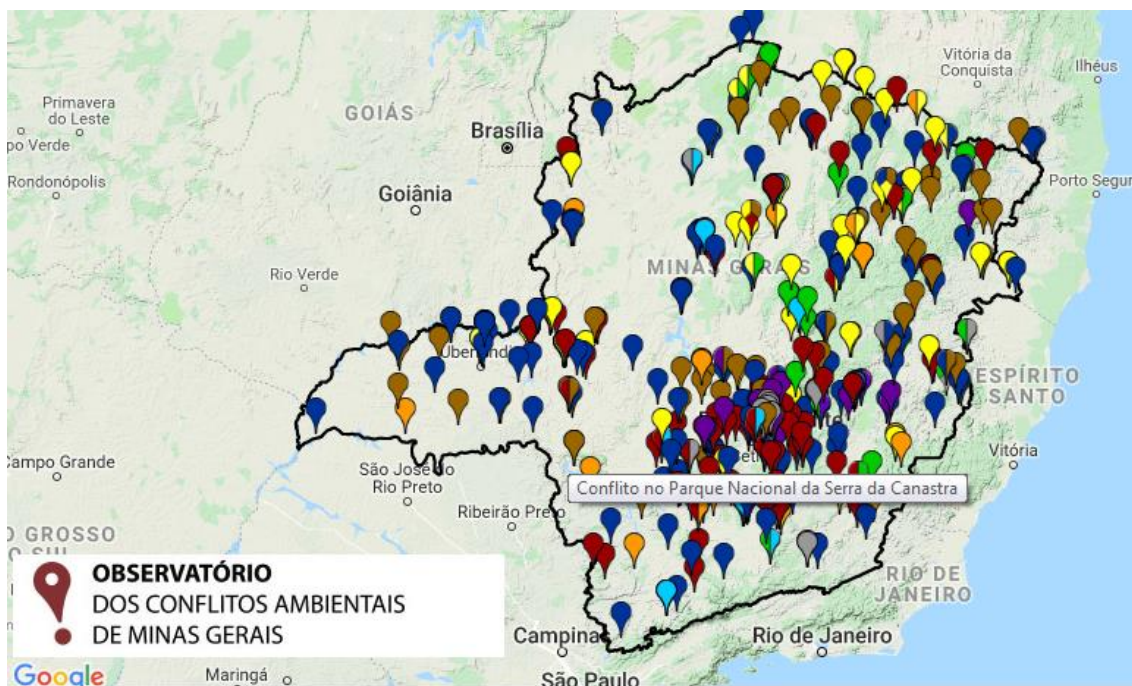 Vitória da
Conquista
Ilhéus
Primavera
do Leste
GOIÁS
Brasília
po Verde
Rondonópolis
Goiânia
Porto Segur
Rio Verde
MINAS GERAIS
ESPÍRITO
SANTO
Vitória
Campo Grande
São José do
Rio Preto
Ribeirão Preto
Conflito no Parque Nacional da Serra da Canastra
O GROSSO
O SUL
OBSERVATÓRIO
DOS CONFLITOS AMBIENTAIS
DE MINAS GERAIS
RIO DE
JANEIRO
Campina
Rio de Janeiro
Google
Maringá
São Paulo